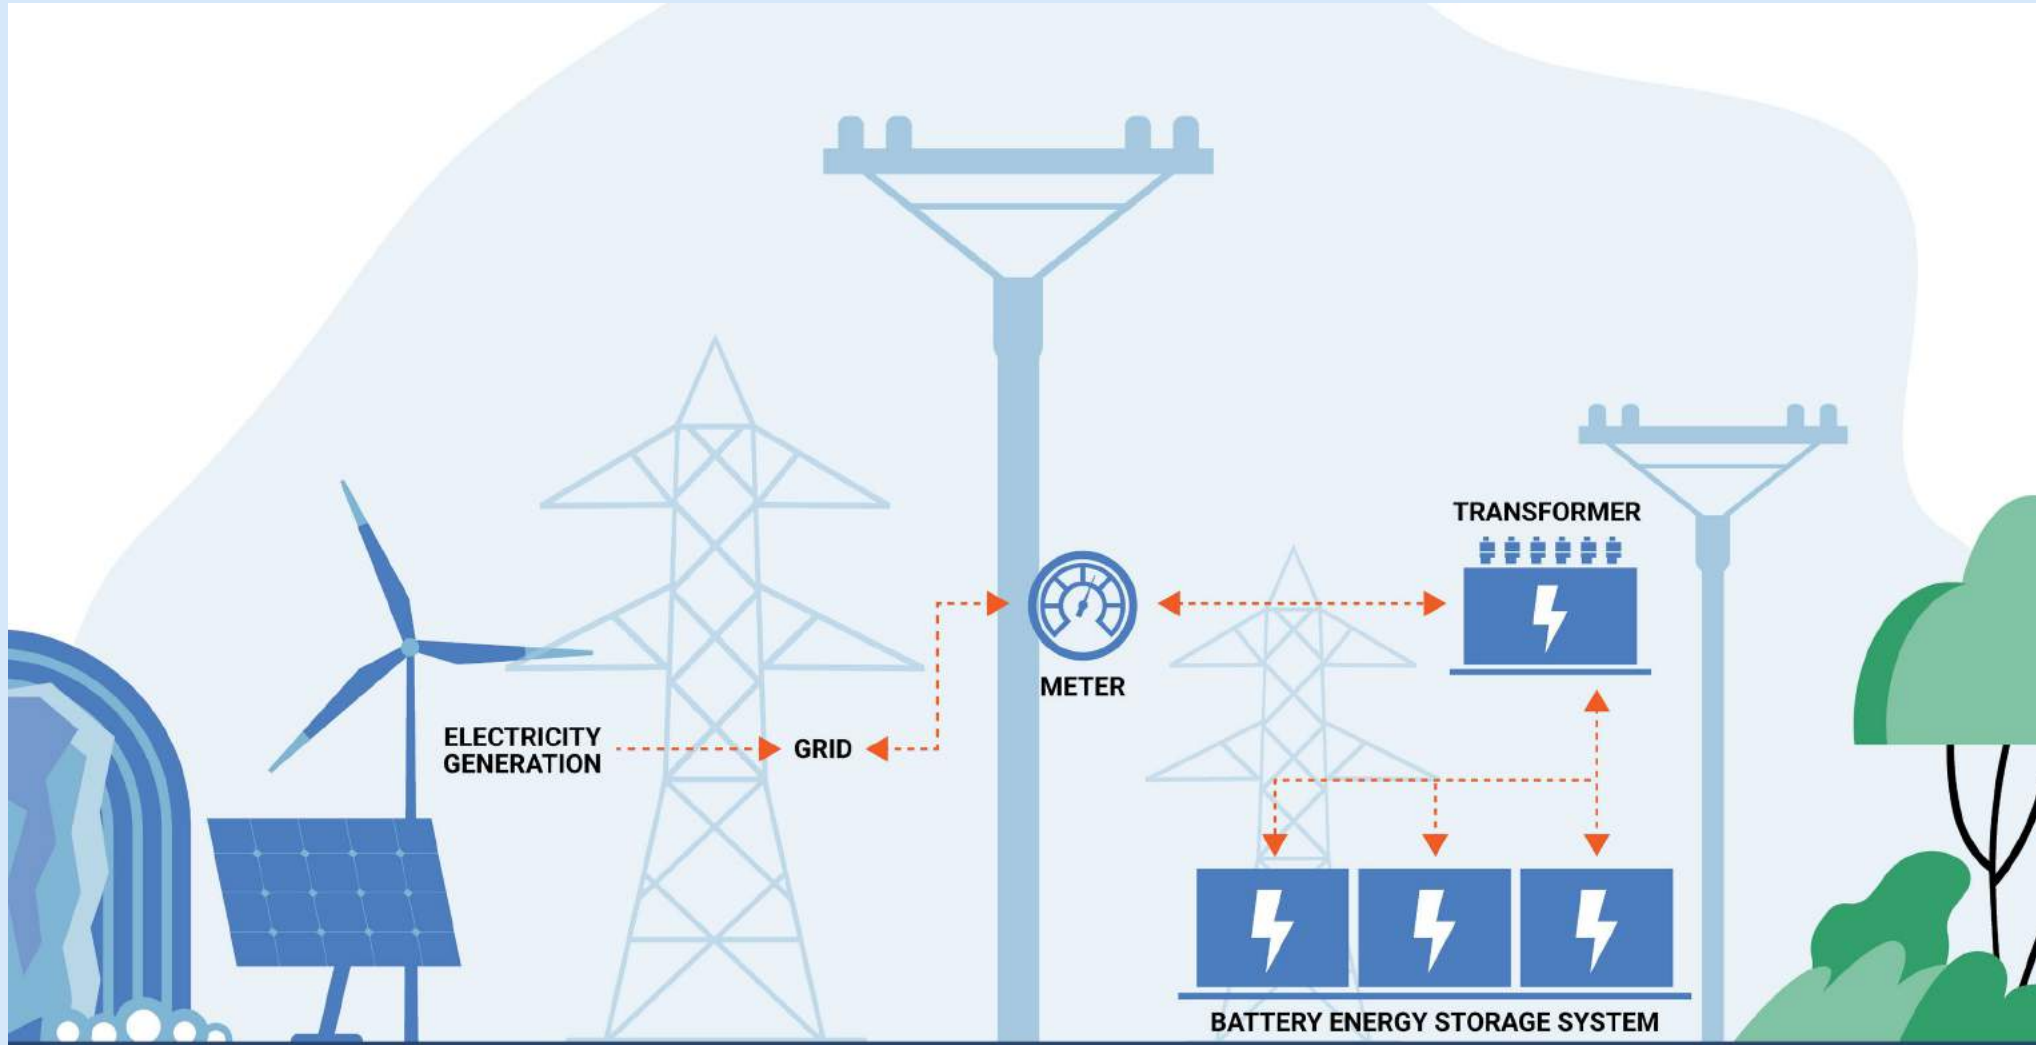 TRANSFORMER
METER
ELECTRICITY
GENERATION
GRID
BATTERY ENERGY STORAGE SYSTEM